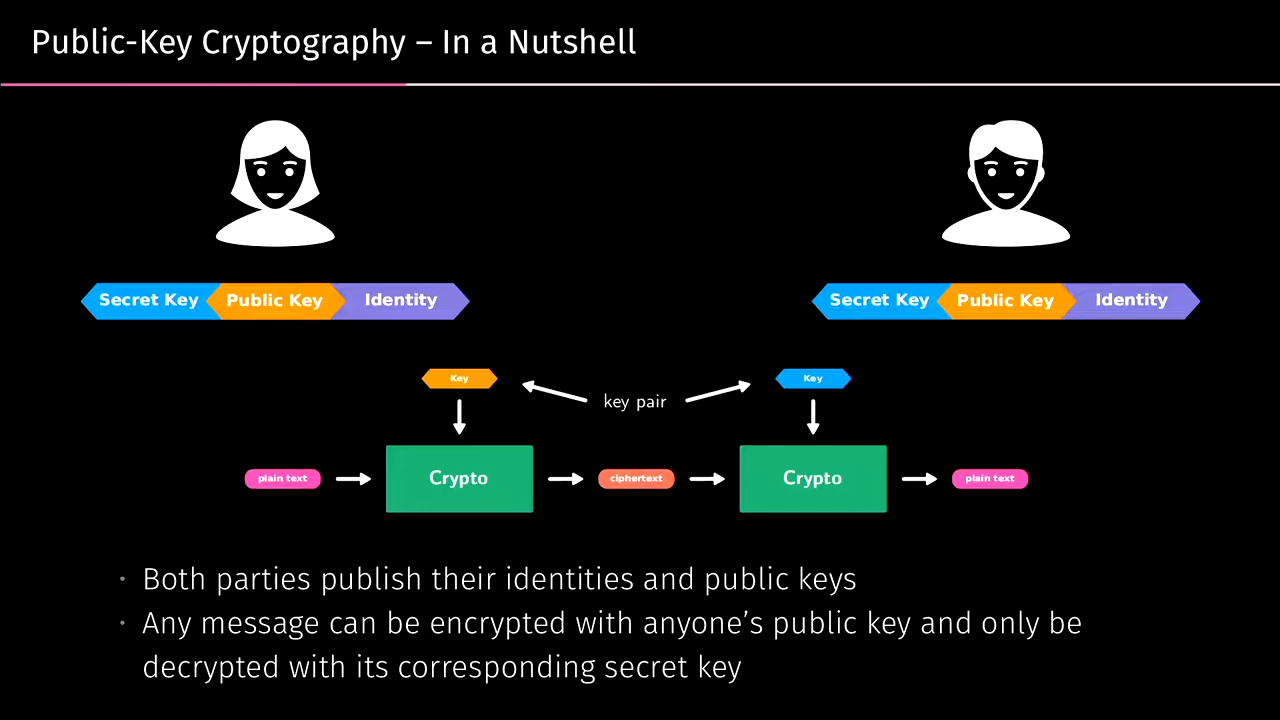 Public-Key Cryptography – In a Nutshell
Secret Key Public Key Identity
Secret Key Public Key Identity
Key
key pair
Key
plain text
Crypto
ciphertext
Crypto
plain text
· Both parties publish their identities and public keys
· Any message can be encrypted with anyone’s public key and only be
decrypted with its corresponding secret key